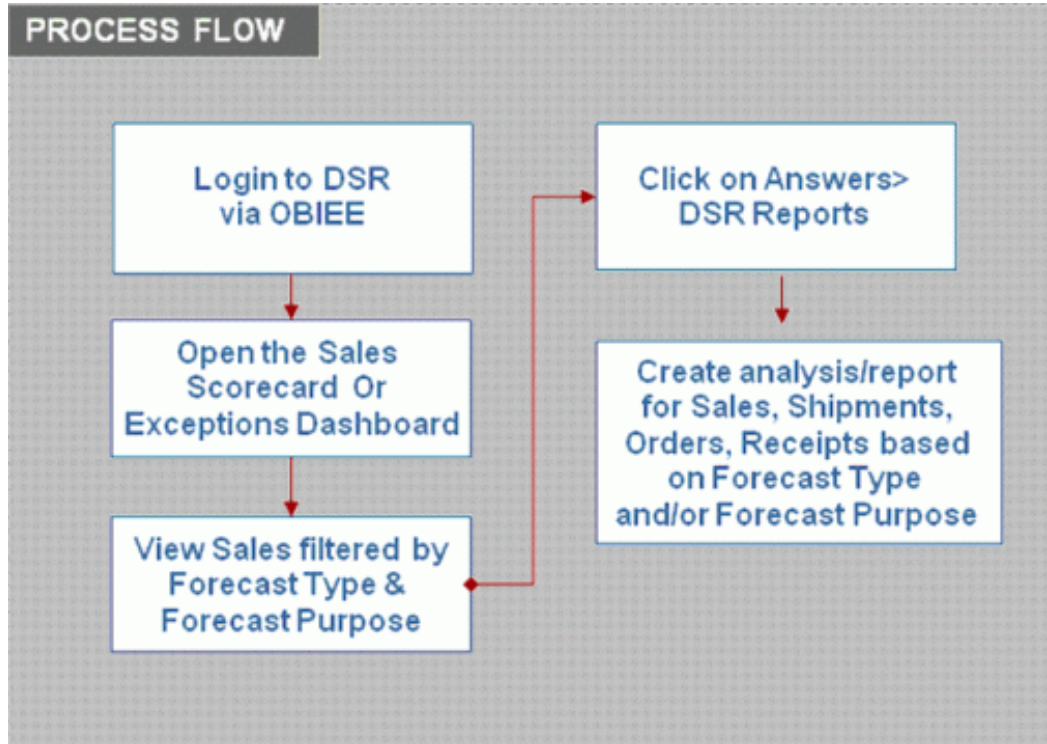 PROCESS FLOW
Login to DSR
via OBIEE
Open the Sales
Scorecard Or
Exceptions Dashboard
View Sales filtered by
Forecast Type &
Forecast Purpose
Click on Answers>
DSR Reports
Create analysis/report
for Sales, Shipments,
Orders, Receipts based
on Forecast Type
and/or Forecast Purpose